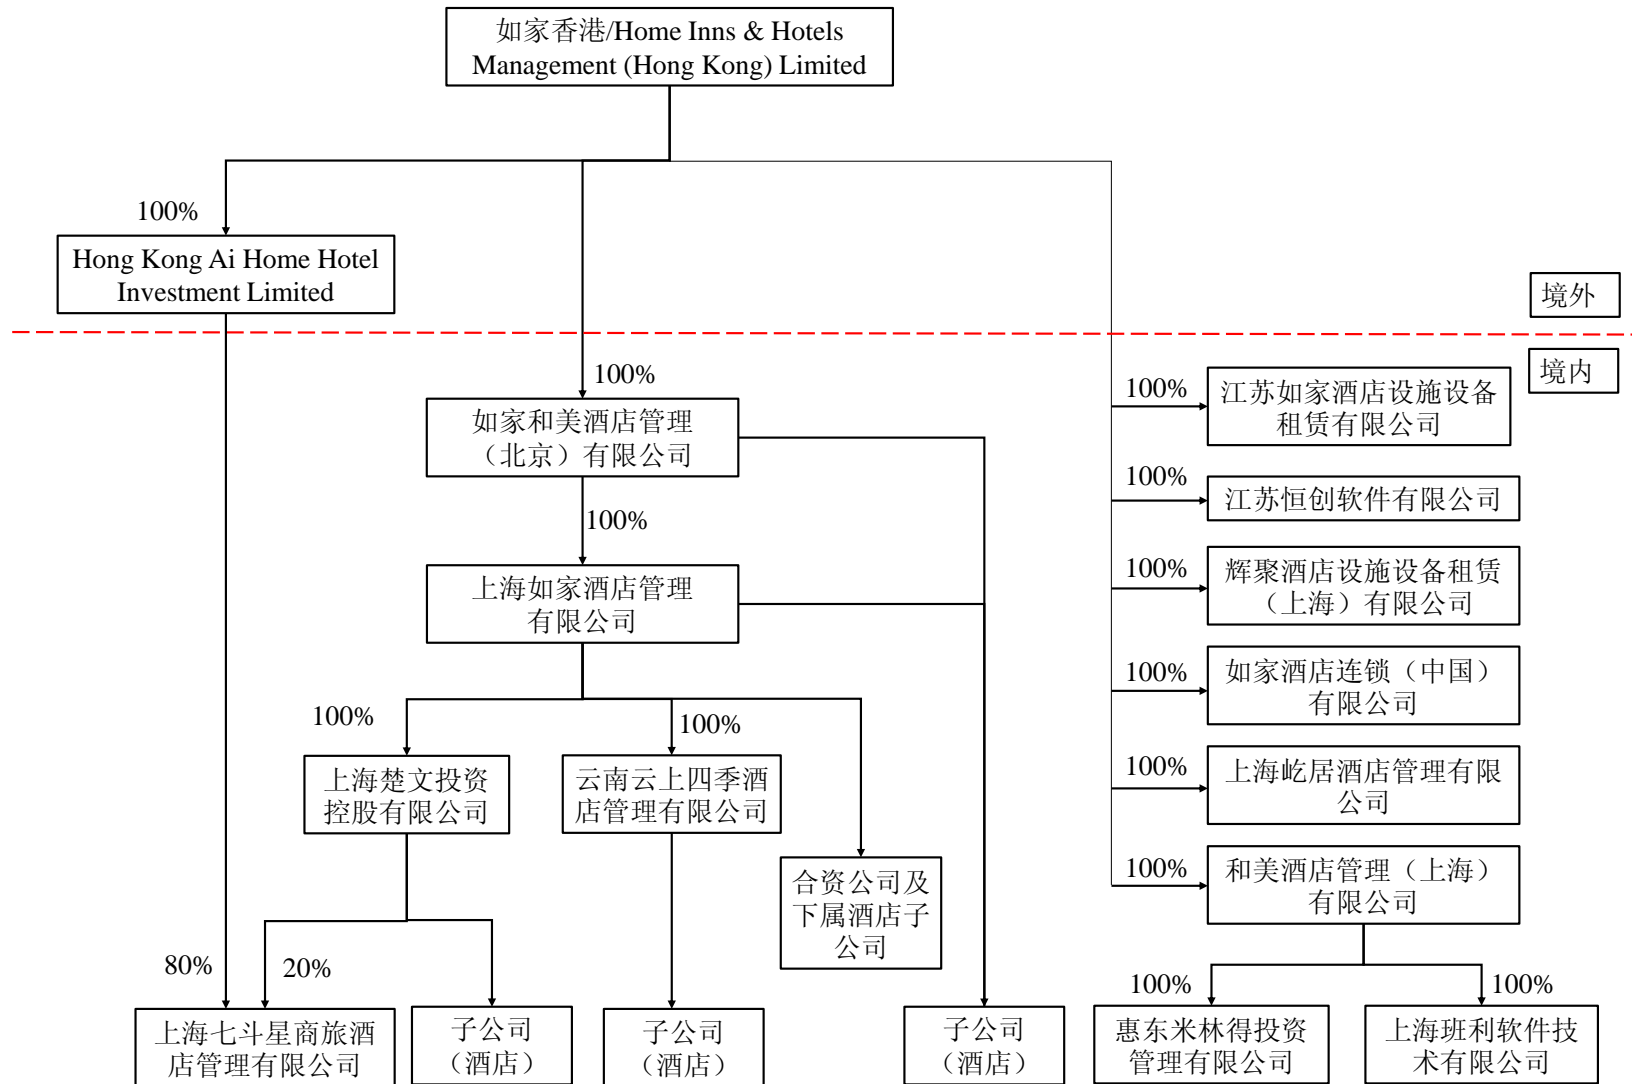 如家香港/Home Inns & Hotels
Management (Hong Kong) Limited
100%
Hong Kong Ai Home Hotel
Investment Limited
境外
境内
100%
如家和美酒店管理
（北京）有限公司
100%
上海如家酒店管理
有限公司
100%
上海楚文投资
控股有限公司
100%
云南云上四季酒
店管理有限公司
合资公司及
下属酒店子
公司
80%
20%
上海七斗星商旅酒
店管理有限公司
子公司
（酒店）
子公司
（酒店）
子公司
（酒店）
100%
江苏如家酒店设施设备
租赁有限公司
100%
江苏恒创软件有限公司
100%
辉聚酒店设施设备租赁
（上海）有限公司
100%
如家酒店连锁（中国）
有限公司
100%
上海屹居酒店管理有限
公司
100%
和美酒店管理（上海）
有限公司
100%
惠东米林得投资
管理有限公司
100%
上海班利软件技
术有限公司